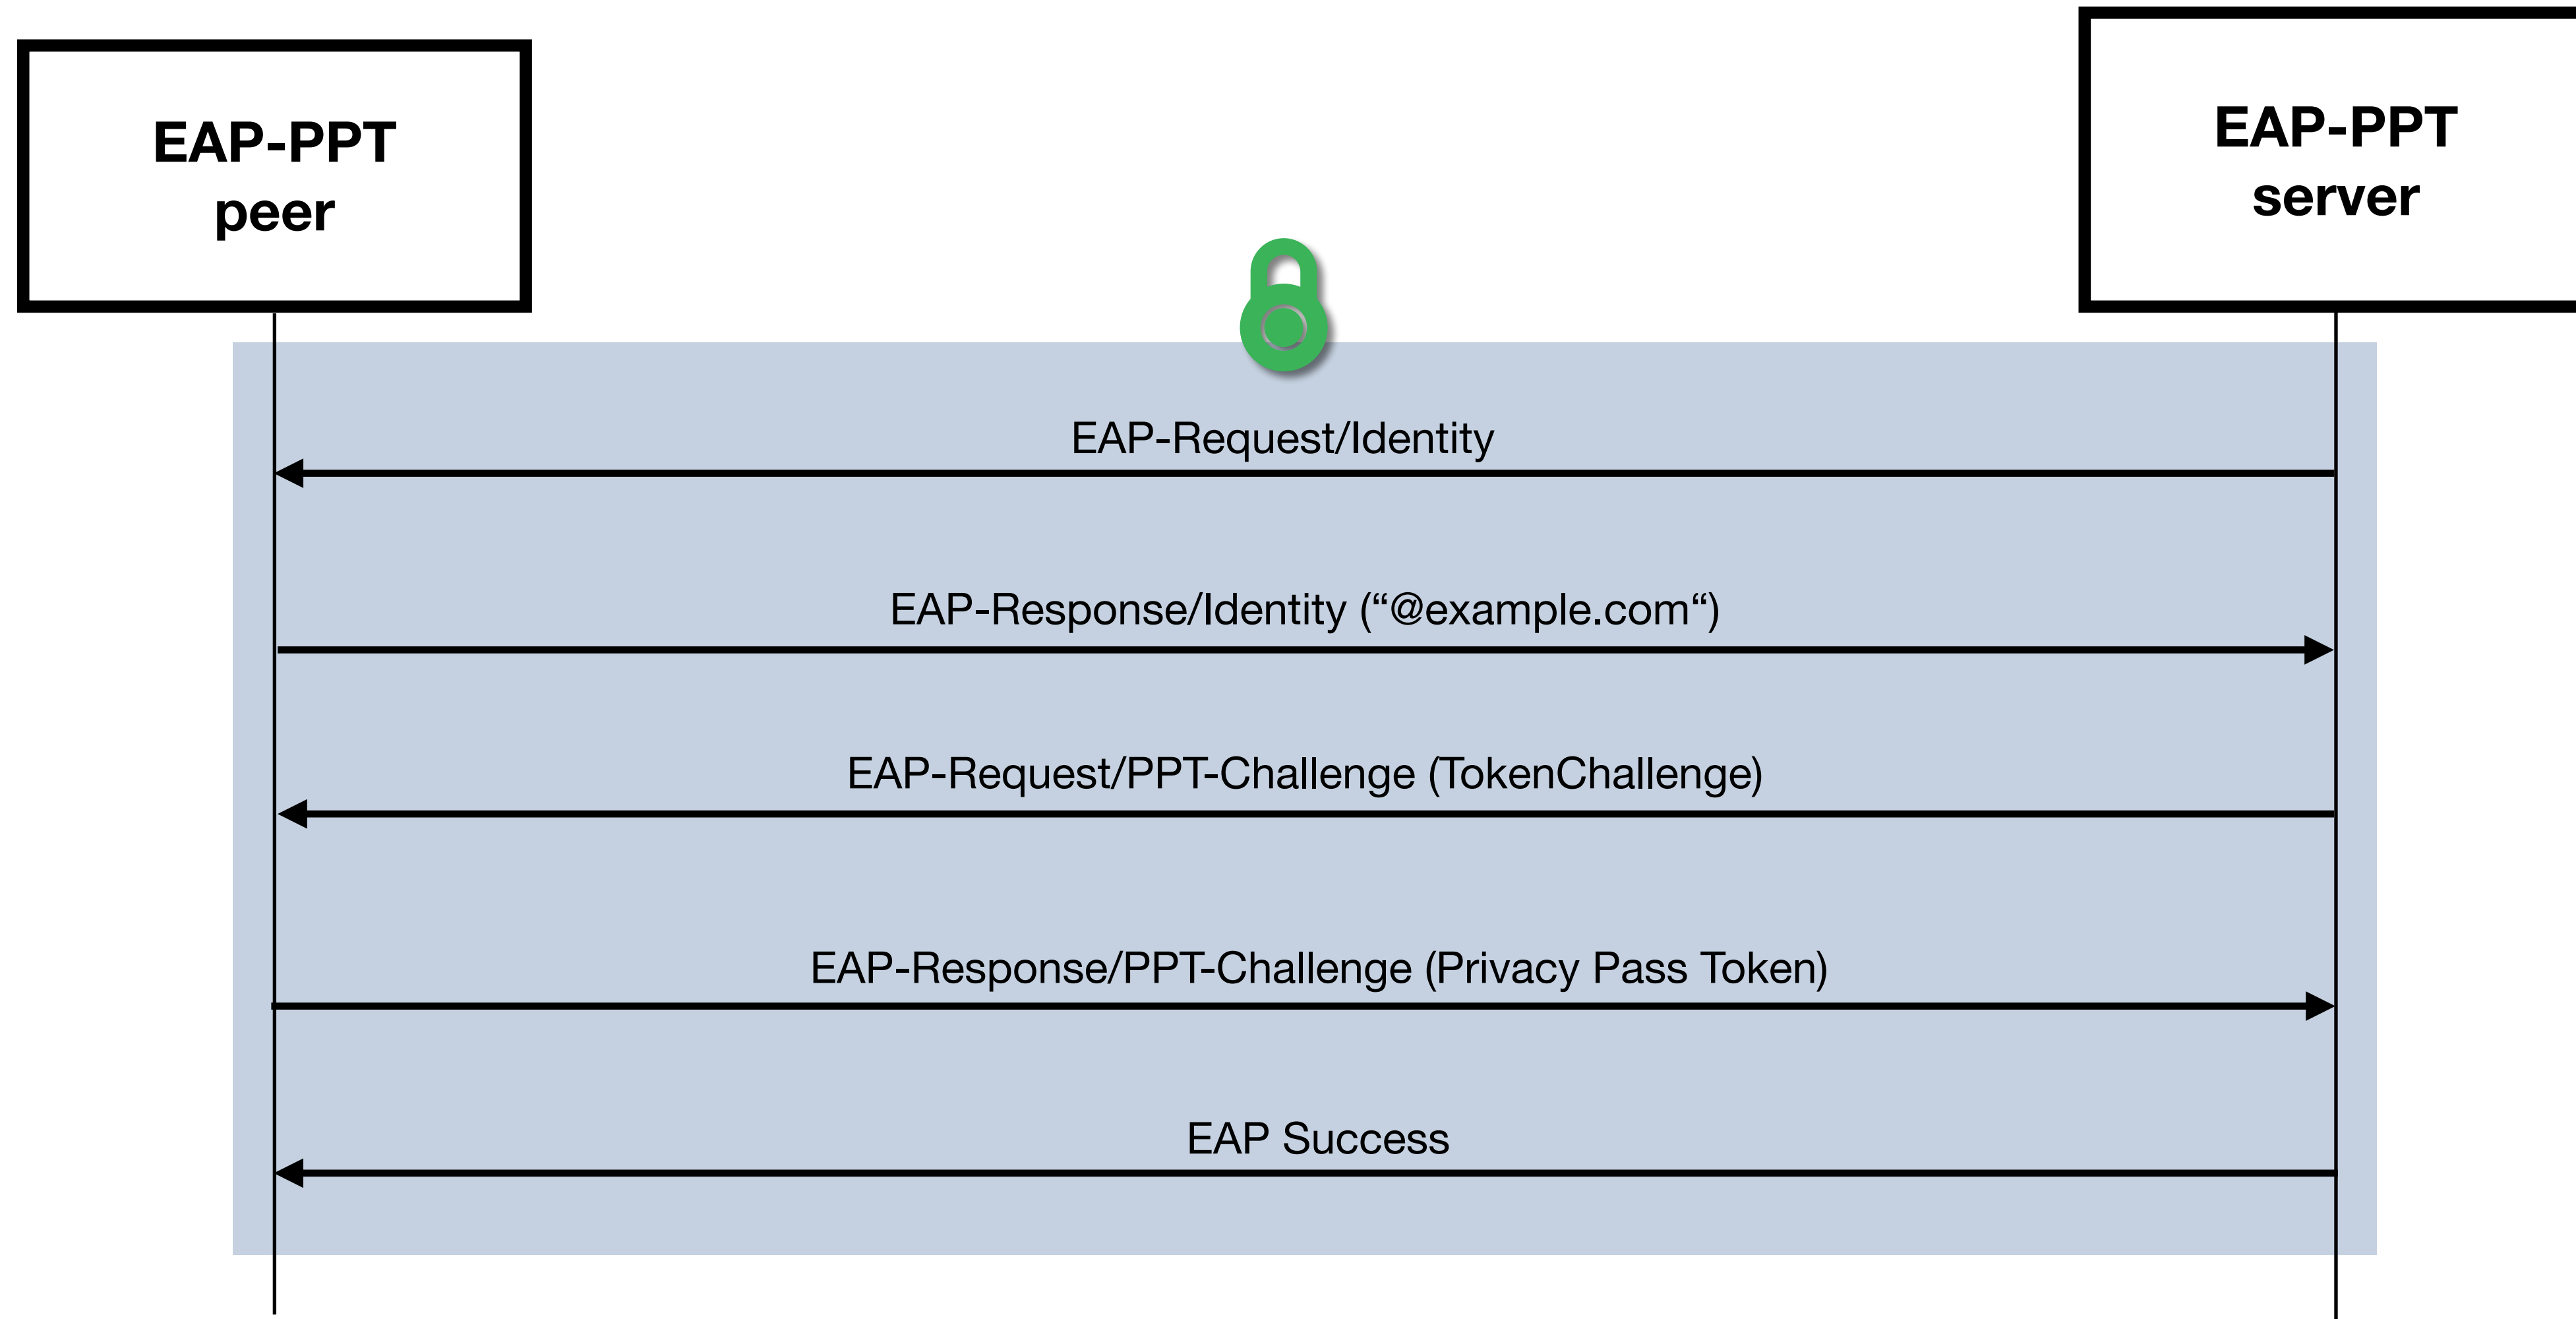 EAP-PPT
peer
EAP-PPT
server
EAP-Request/Identity
EAP-Response/Identity (“@example.com“)
EAP-Request/PPT-Challenge (TokenChallenge)
EAP-Response/PPT-Challenge (Privacy Pass Token)
EAP Success